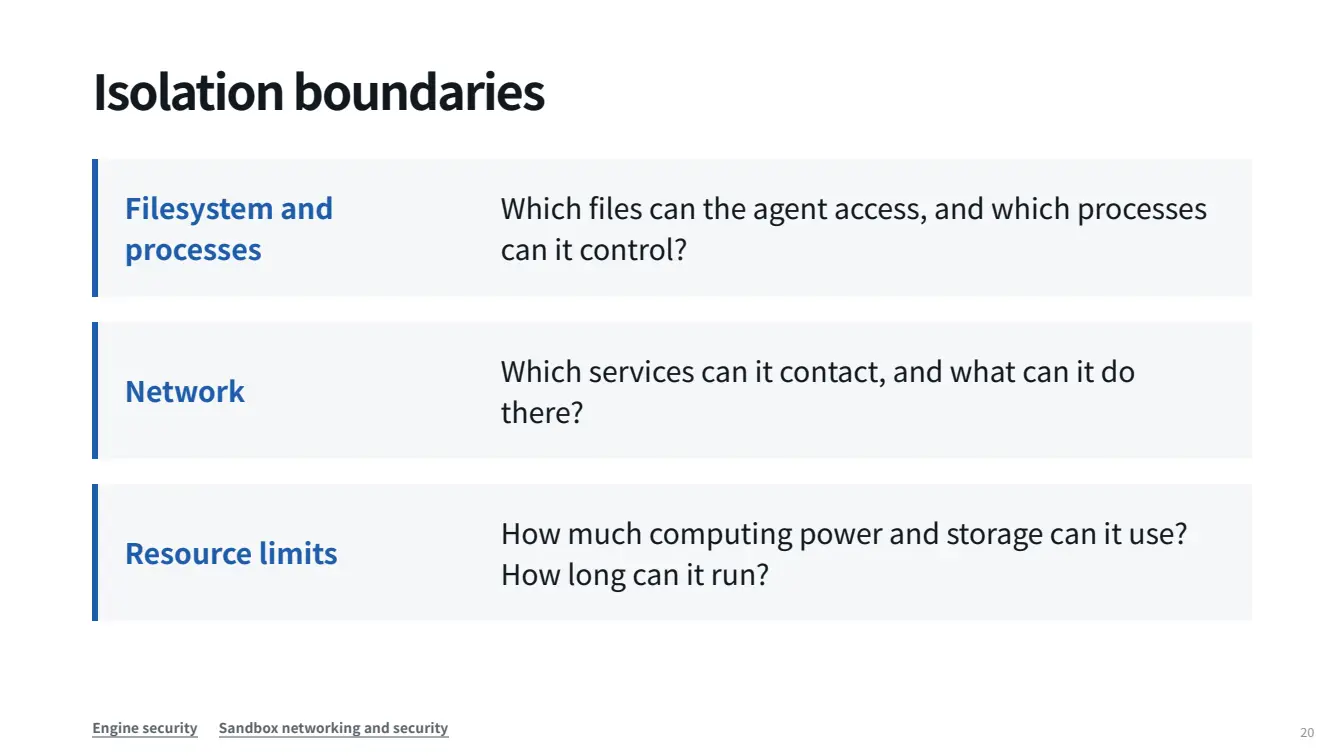 Isolation boundaries
Filesystem and
processes
Which files can the agent access, and which processes
can it control?
Network
Which services can it contact, and what can it do
there?
Resource limits
How much computing power and storage can it use?
How long can it run?
Engine security Sandbox networking and security
20